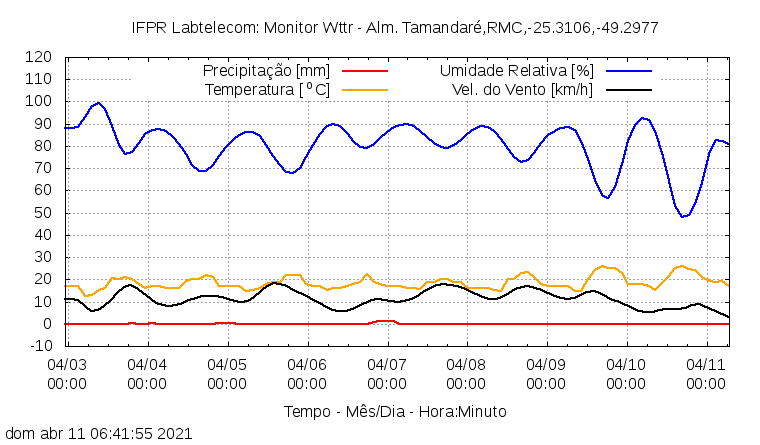 IFPR Labtelecom: Monitor Wttr - Alm. Tamandaré,RMC,-25.3106,-49.2977
120
110
100
90
80
70
60
50
40
30
20
10
0
-10
Precipitação [mm]
Temperatura [ºC]
Umidade Relativa [%]
Vel. do Vento [km/h]
04/03 04/04 04/05 04/06 04/07 04/08 04/09 04/10 04/11
00:00 00:00 00:00 00:00 00:00 00:00 00:00 00:00 00:00
Tempo - Mês/Dia - Hora:Minuto
dom abr 11 06:41:55 2021